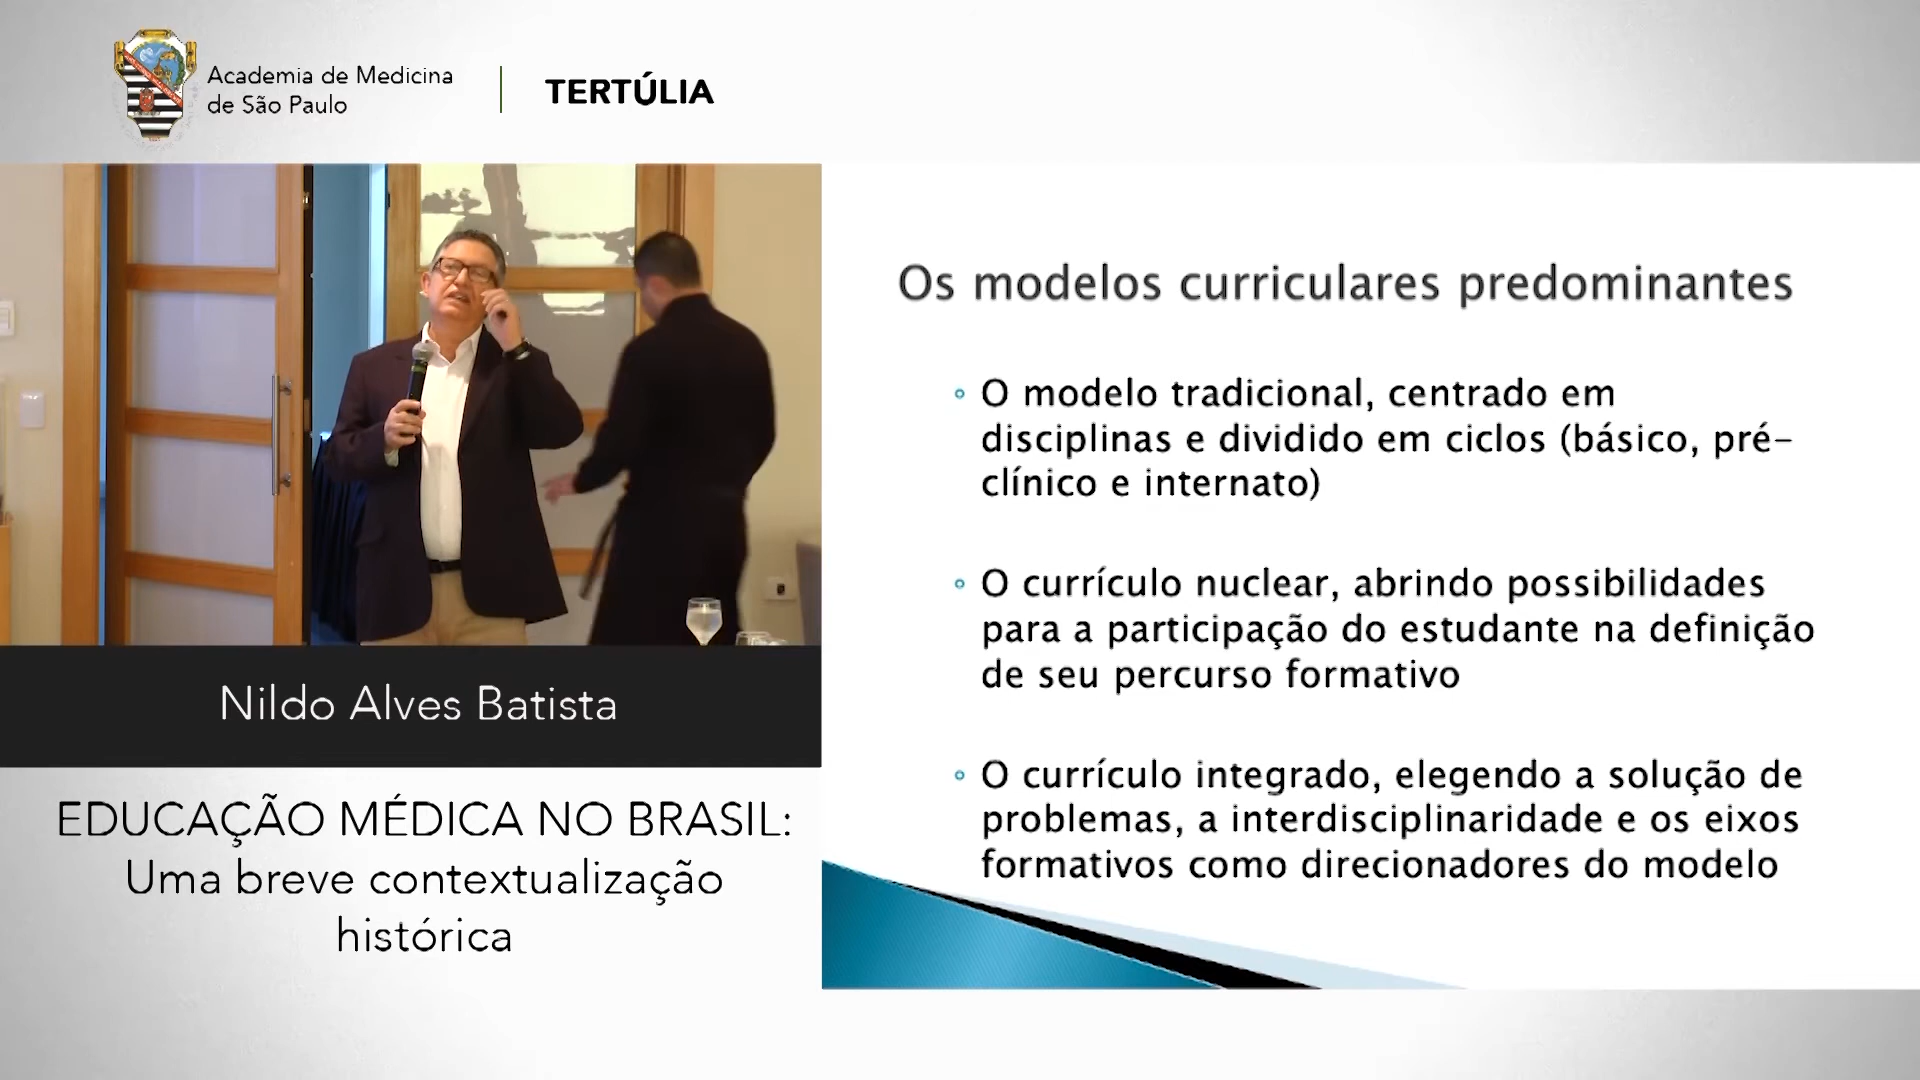 Academia de Medicina
de São Paulo
TERTÚLIA
Os modelos curriculares predominantes
O modelo tradicional, centrado em
disciplinas e dividido em ciclos (básico, pré-
clínico e internato)
O currículo nuclear, abrindo possibilidades
para a participação do estudante na definição
de seu percurso formativo
O currículo integrado, elegendo a solução de
problemas, a interdisciplinaridade e os eixos
formativos como direcionadores do modelo
Nildo Alves Batista
EDUCAÇÃO MÉDICA NO BRASIL:
Uma breve contextualização
histórica